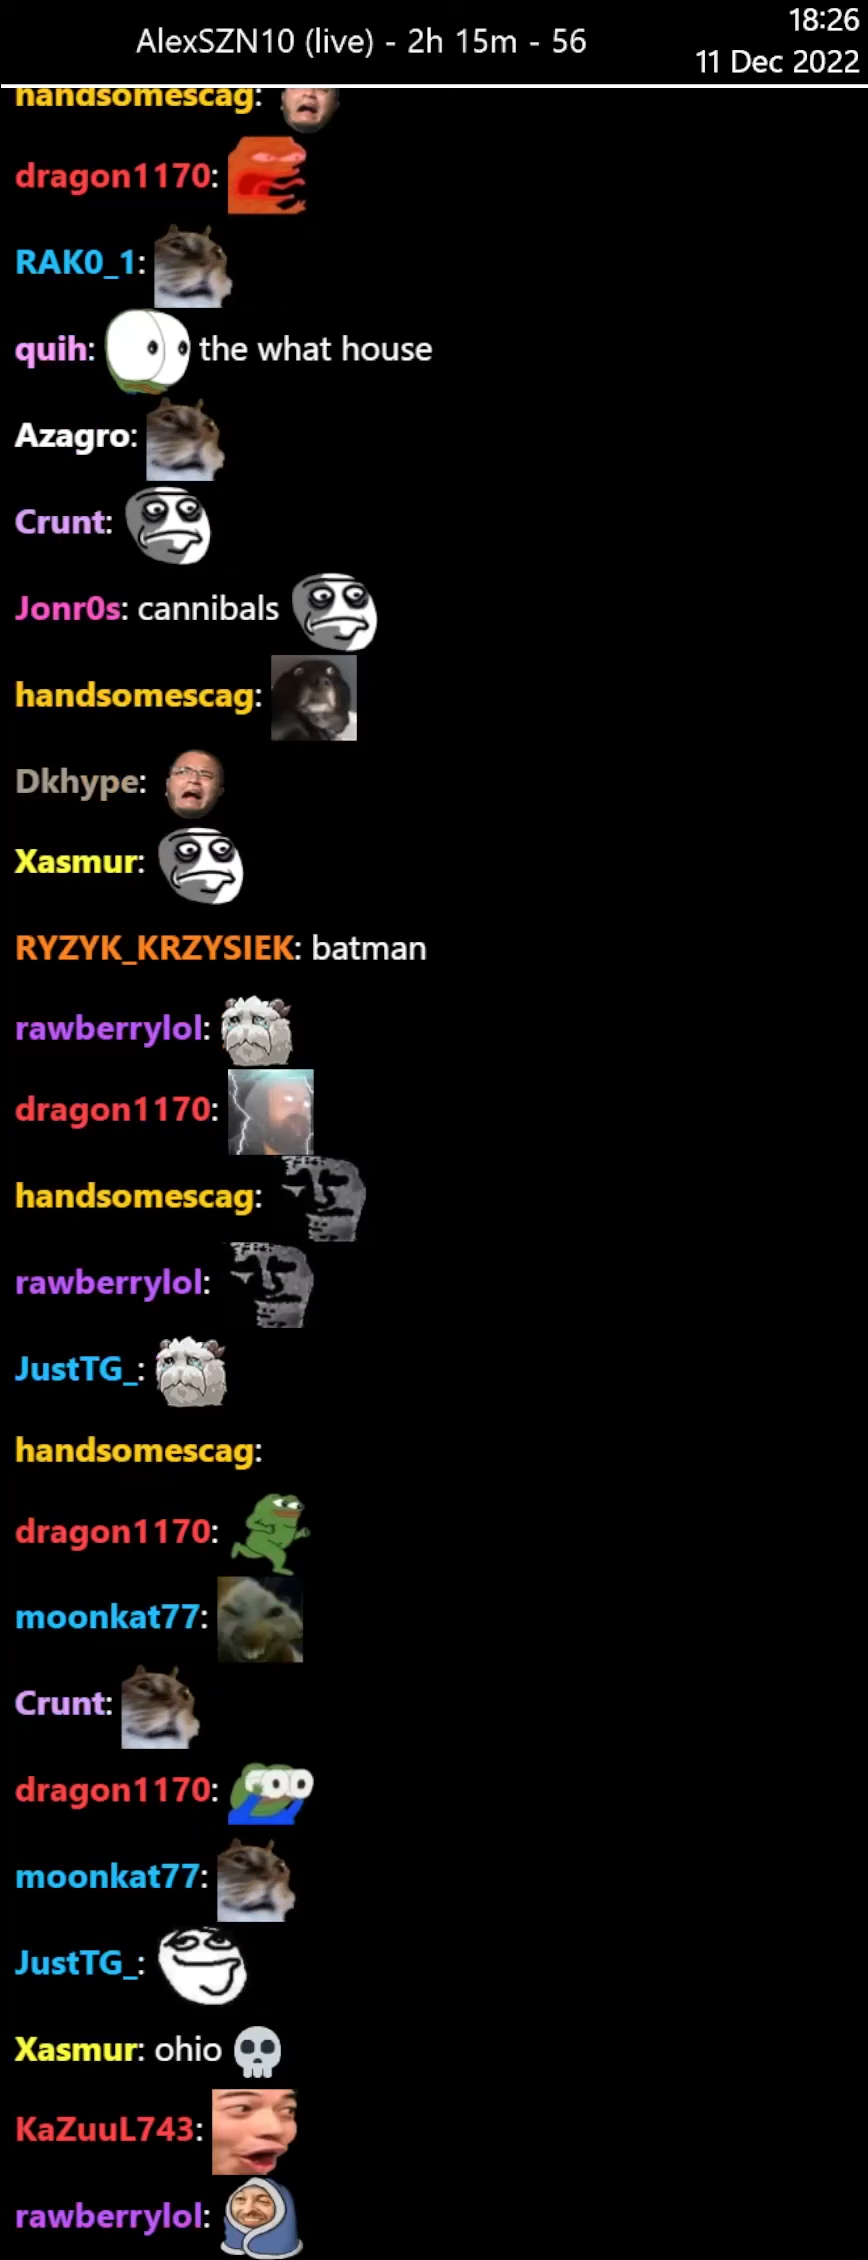 18:26
AlexSZN10 (live) - 2h 15m - 56
11 Dec 2022
handsomescag:
dragon1170:
RAK0_1:
quih: the what house
Azagro:
Crunt:
Jonr0s: cannibals
handsomescag:
Dkhype:
Xasmur:
RYZYK_KRZYSIEK: batman
rawberrylol:
dragon1170:
handsomescag:
rawberrylol:
JustTG_:
handsomescag:
dragon1170:
moonkat77:
Crunt:
dragon1170:
moonkat77:
JustTG_:
Xasmur: ohio 💀
KaZuuL743:
rawberrylol: